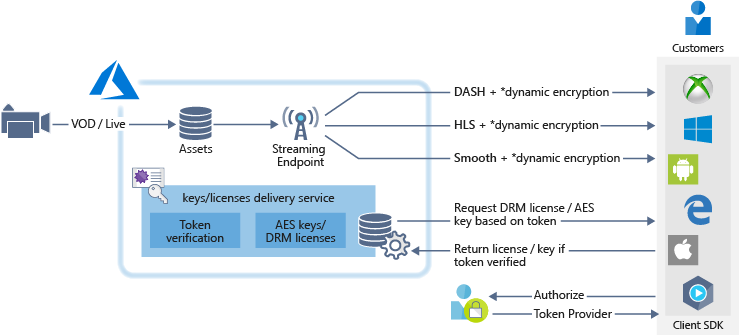 Customers
DASH + *dynamic encryption
VOD / Live
HLS + *dynamic encryption
Assets
Streaming
Endpoint
Smooth + *dynamic encryption
keys/licenses delivery service
Token
verification
AES keys/
DRM licenses
Request DRM license / AES
key based on token
Return license / key if
token verified
Authorize
Token Provider
Client SDK